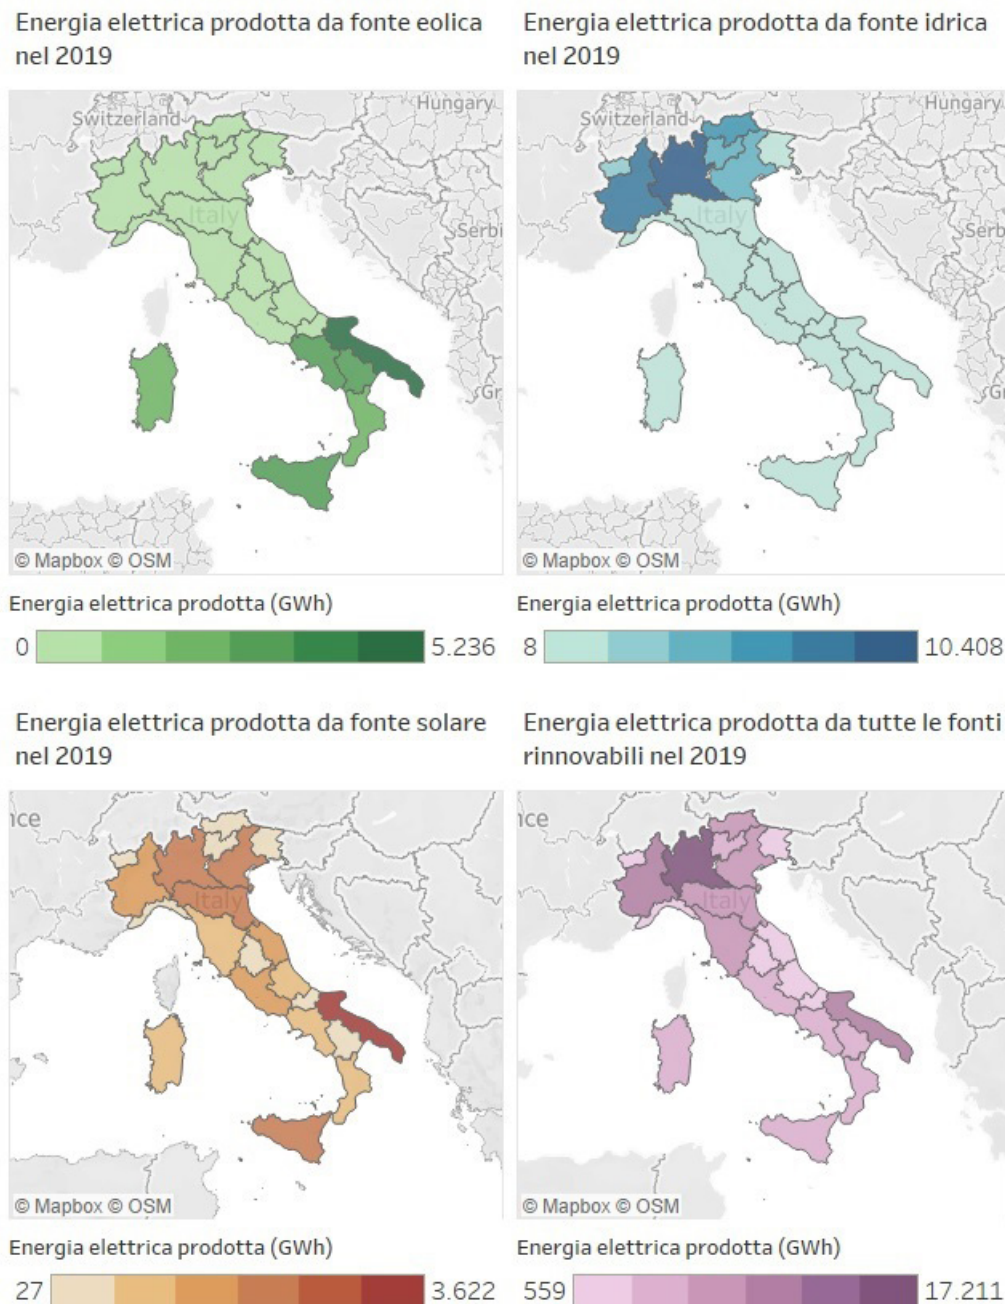 Energia elettrica prodotta da fonte eolica
nel 2019
Switzerland
Hungary
Italy
Serbi
Gr
© Mapbox © OSM
Energia elettrica prodotta (GWh)
0 5.236
Energia elettrica prodotta da fonte idrica
nel 2019
Switzerland
Hungary
Italy
Serb
G
© Mapbox © OSM
Energia elettrica prodotta (GWh)
8 10.408
Energia elettrica prodotta da fonte solare
nel 2019
nce
Italy
© Mapbox © OSM
Energia elettrica prodotta (GWh)
27 3.622
Energia elettrica prodotta da tutte le fonti
rinnovabili nel 2019
nce
Italy
© Mapbox © OSM
Energia elettrica prodotta (GWh)
559 17.211